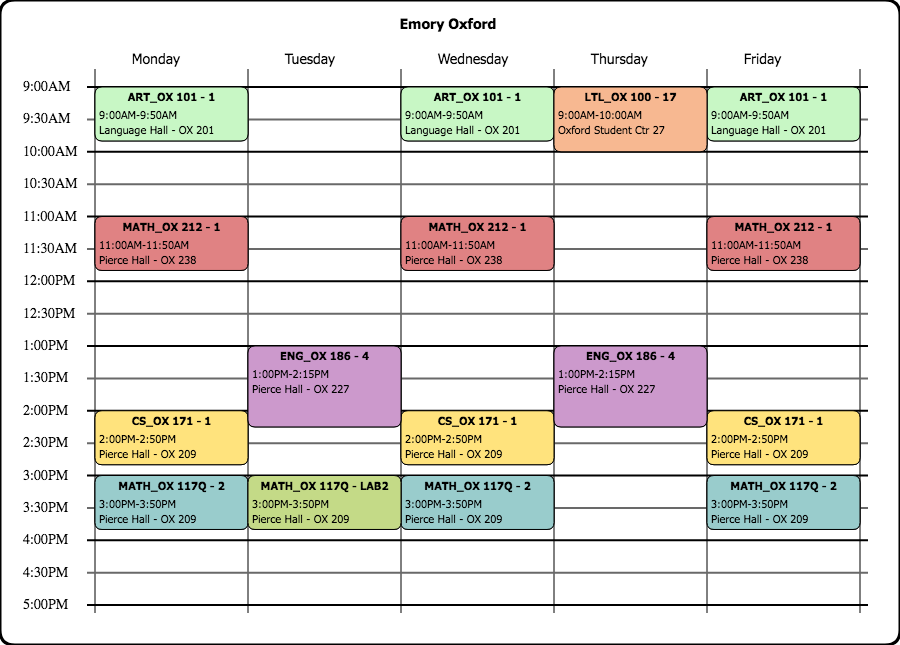 Emory Oxford
Monday Tuesday Wednesday Thursday Friday
9:00AM
ART_OX 101 - 1
9:00AM-9:50AM
Language Hall - OX 201
ART_OX 101 - 1
9:00AM-9:50AM
Language Hall - OX 201
LTL_OX 100 - 17
9:00AM-10:00AM
Oxford Student Ctr 27
ART_OX 101 - 1
9:00AM-9:50AM
Language Hall - OX 201
9:30AM
10:00AM
10:30AM
11:00AM
MATH_OX 212 - 1
11:00AM-11:50AM
Pierce Hall - OX 238
MATH_OX 212 - 1
11:00AM-11:50AM
Pierce Hall - OX 238
MATH_OX 212 - 1
11:00AM-11:50AM
Pierce Hall - OX 238
11:30AM
12:00PM
12:30PM
1:00PM
ENG_OX 186 - 4
1:00PM-2:15PM
Pierce Hall - OX 227
ENG_OX 186 - 4
1:00PM-2:15PM
Pierce Hall - OX 227
1:30PM
2:00PM
CS_OX 171 - 1
2:00PM-2:50PM
Pierce Hall - OX 209
CS_OX 171 - 1
2:00PM-2:50PM
Pierce Hall - OX 209
CS_OX 171 - 1
2:00PM-2:50PM
Pierce Hall - OX 209
2:30PM
3:00PM
MATH_OX 117Q - 2
3:00PM-3:50PM
Pierce Hall - OX 209
MATH_OX 117Q - LAB2
3:00PM-3:50PM
Pierce Hall - OX 209
MATH_OX 117Q - 2
3:00PM-3:50PM
Pierce Hall - OX 209
MATH_OX 117Q - 2
3:00PM-3:50PM
Pierce Hall - OX 209
3:30PM
4:00PM
4:30PM
5:00PM